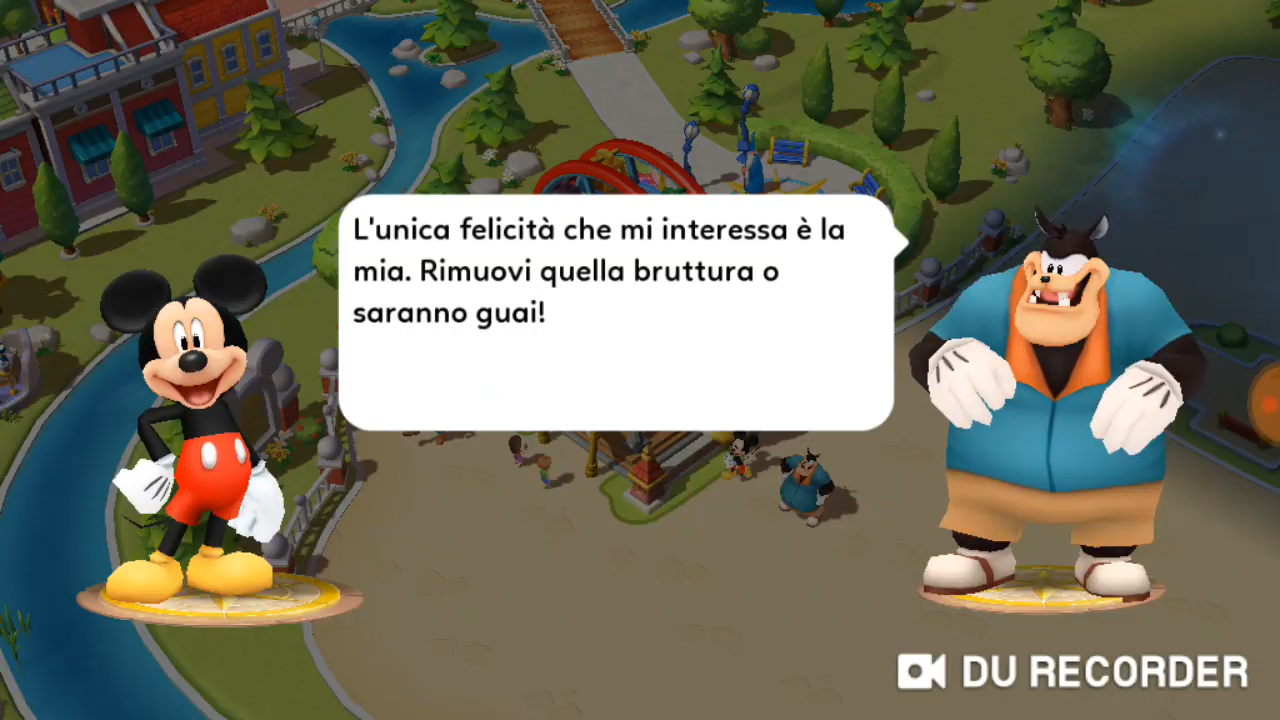 L'unica felicità che mi interessa è la
mia. Rimuovi quella bruttura o
saranno guai!
DU RECORDER